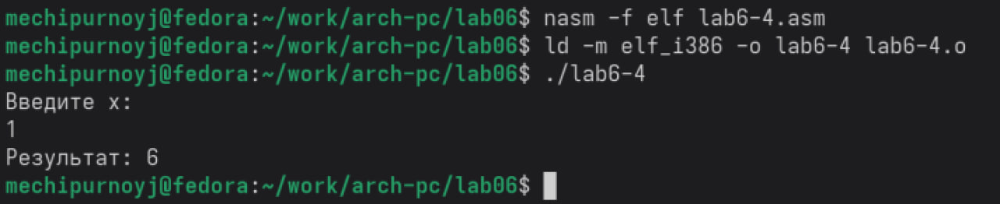 mechipurnoyj@fedora:~/work/arch-pc/lab06$ nasm -f elf lab6-4.asm
mechipurnoyj@fedora:~/work/arch-pc/lab06$ ld -m elf_i386 -o lab6-4 lab6-4.o
mechipurnoyj@fedora:~/work/arch-pc/lab06$ ./lab6-4
Введите x:
1
Результат: 6
mechipurnoyj@fedora:~/work/arch-pc/lab06$